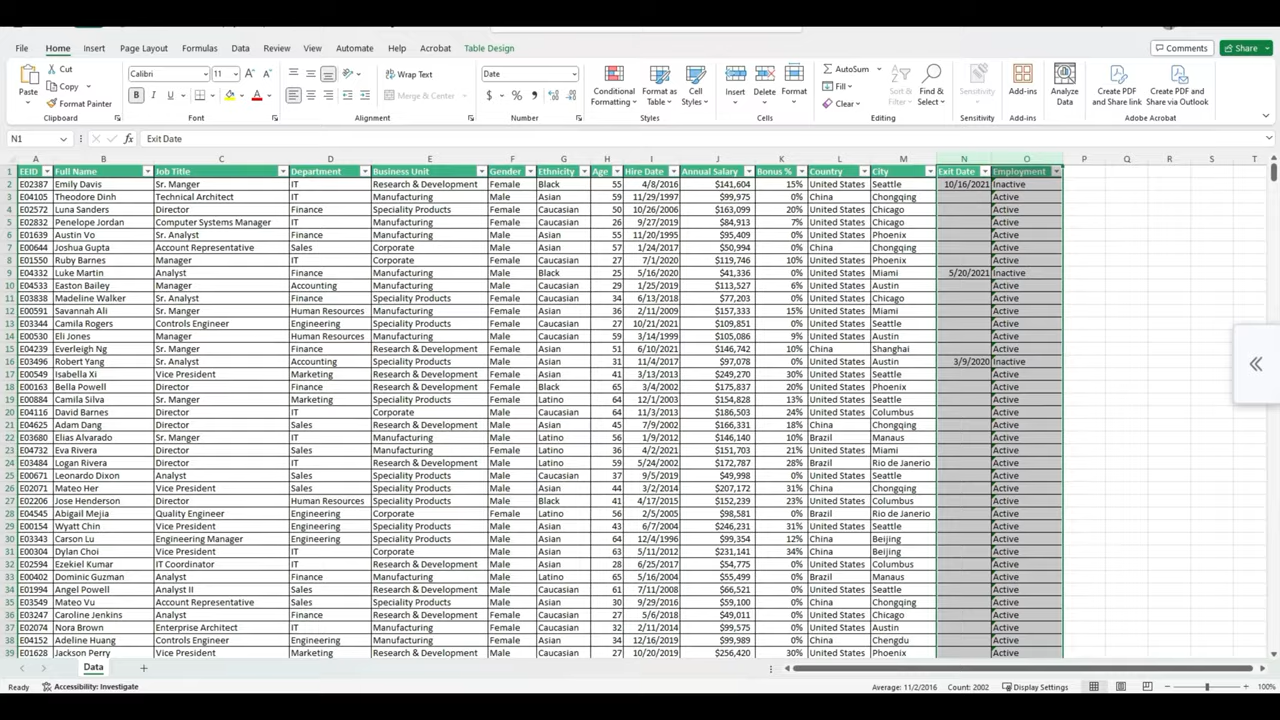 File Home Insert Page Layout Formulas Data Review View Automate Help Acrobat Table Design Comments Share
Cut
Copy
Format Painter
Paste
Clipboard
Calibri 11
Font
Wrap Text
Merge & Center
Alignment
Date
Number
Conditional Formatting
Format as Table
Cell Styles
Styles
Insert Delete Format
Cells
AutoSum
Fill
Clear
Sort & Filter
Find & Select
Editing
Sensitivity
Sensitivity
Add-ins
Add-ins
Analyze Data
Create PDF and Share link
Create PDF and Share via Outlook
Adobe Acrobat
N1 fx Exit Date
A B C D E F G H I J K L M N O P Q R S T
1 EEID Full Name Job Title Department Business Unit Gender Ethnicity Age Hire Date Annual Salary Bonus % Country City Exit Date Employment
2 E02387 Emily Davis Sr. Manger IT Research & Development Female Black 55 4/8/2016 $141,604 15% United States Seattle 10/16/2021 Inactive
3 E04105 Theodore Dinh Technical Architect IT Manufacturing Male Asian 59 11/29/1997 $99,975 0% China Chongqing Active
4 E02572 Luna Sanders Director Finance Speciality Products Female Caucasian 50 10/26/2006 $163,099 20% United States Chicago Active
5 E02832 Penelope Jordan Computer Systems Manager IT Manufacturing Female Caucasian 26 9/27/2019 $84,913 7% United States Chicago Active
6 E01639 Austin Vo Sr. Analyst Finance Manufacturing Male Asian 55 11/20/1995 $95,409 0% United States Phoenix Active
7 E00644 Joshua Gupta Account Representative Sales Corporate Male Asian 57 1/24/2017 $50,994 0% China Chongqing Active
8 E01550 Ruby Barnes Manager IT Corporate Female Caucasian 27 7/1/2020 $119,746 10% United States Phoenix Active
9 E04332 Luke Martin Analyst Finance Manufacturing Male Black 25 5/16/2020 $41,336 0% United States Miami 5/20/2021 Inactive
10 E04533 Easton Bailey Manager Accounting Manufacturing Male Caucasian 29 1/25/2019 $113,527 6% United States Austin Active
11 E03838 Madeline Walker Sr. Analyst Finance Speciality Products Female Caucasian 34 6/13/2018 $77,203 0% United States Chicago Active
12 E00591 Savannah Ali Sr. Manger Human Resources Manufacturing Female Asian 36 2/11/2009 $157,333 15% United States Miami Active
13 E03344 Camila Rogers Controls Engineer Engineering Speciality Products Female Caucasian 27 10/21/2021 $109,851 0% United States Seattle Active
14 E00530 Eli Jones Manager Human Resources Manufacturing Male Caucasian 59 3/14/1999 $105,086 9% United States Austin Active
15 E04239 Everleigh Ng Sr. Manger Finance Research & Development Female Asian 51 6/10/2021 $146,742 10% China Shanghai Active
16 E03496 Robert Yang Sr. Analyst Accounting Speciality Products Male Asian 31 11/4/2017 $97,078 0% United States Austin 3/9/2020 Inactive
17 E00549 Isabella Xi Vice President Marketing Research & Development Female Asian 41 3/13/2013 $249,270 30% United States Seattle Active
18 E00163 Bella Powell Director Finance Research & Development Female Black 65 3/4/2002 $175,837 20% United States Phoenix Active
19 E00884 Camila Silva Sr. Manger Marketing Speciality Products Female Latino 64 12/1/2003 $154,828 13% United States Seattle Active
20 E04116 David Barnes Director IT Corporate Male Caucasian 64 11/3/2013 $186,503 24% United States Columbus Active
21 E04625 Adam Dang Director Sales Research & Development Male Asian 45 7/9/2002 $166,331 18% China Chongqing Active
22 E03680 Elias Alvarado Sr. Manger IT Manufacturing Male Latino 56 1/9/2012 $146,140 10% Brazil Manaus Active
23 E04732 Eva Rivera Director Sales Manufacturing Female Latino 36 4/2/2021 $151,703 21% United States Miami Active
24 E03484 Logan Rivera Director IT Research & Development Male Latino 59 5/24/2002 $172,787 28% Brazil Rio de Janerio Active
25 E00671 Leonardo Dixon Analyst Sales Speciality Products Male Caucasian 37 9/5/2019 $49,998 0% United States Seattle Active
26 E02071 Mateo Her Vice President Sales Speciality Products Male Asian 44 3/2/2014 $207,172 31% China Chongqing Active
27 E02206 Jose Henderson Director Human Resources Speciality Products Male Black 41 4/17/2015 $152,239 23% United States Columbus Active
28 E04545 Abigail Mejia Quality Engineer Engineering Corporate Female Latino 56 2/5/2005 $98,581 0% Brazil Rio de Janerio Active
29 E00154 Wyatt Chin Vice President Engineering Speciality Products Male Asian 43 6/7/2004 $246,231 31% United States Seattle Active
30 E03343 Carson Lu Engineering Manager Engineering Speciality Products Male Asian 64 12/4/1996 $99,354 12% China Beijing Active
31 E00304 Dylan Choi Vice President IT Corporate Male Asian 63 5/11/2012 $231,141 34% China Beijing Active
32 E02594 Ezekiel Kumar IT Coordinator IT Research & Development Male Asian 28 6/25/2017 $54,775 0% United States Columbus Active
33 E00402 Dominic Guzman Analyst Finance Manufacturing Male Latino 65 5/16/2004 $55,499 0% Brazil Manaus Active
34 E01994 Angel Powell Analyst II Sales Research & Development Male Caucasian 61 7/11/2008 $66,521 0% United States Seattle Active
35 E03549 Mateo Vu Account Representative Sales Speciality Products Male Asian 30 9/29/2016 $59,100 0% China Chongqing Active
36 E03247 Caroline Jenkins Analyst Finance Research & Development Female Caucasian 27 5/6/2018 $49,011 0% United States Chicago Active
37 E02074 Nora Brown Enterprise Architect IT Manufacturing Female Caucasian 32 2/11/2014 $99,575 0% United States Austin Active
38 E04152 Adeline Huang Controls Engineer Engineering Manufacturing Female Asian 34 12/16/2019 $99,989 0% China Chengdu Active
39 E01628 Jackson Perry Vice President Marketing Research & Development Male Caucasian 27 10/20/2019 $256,420 30% United States Phoenix Active
Data
Ready Accessibility: Investigate Average: 11/2/2016 Count: 2002 Display Settings 100%